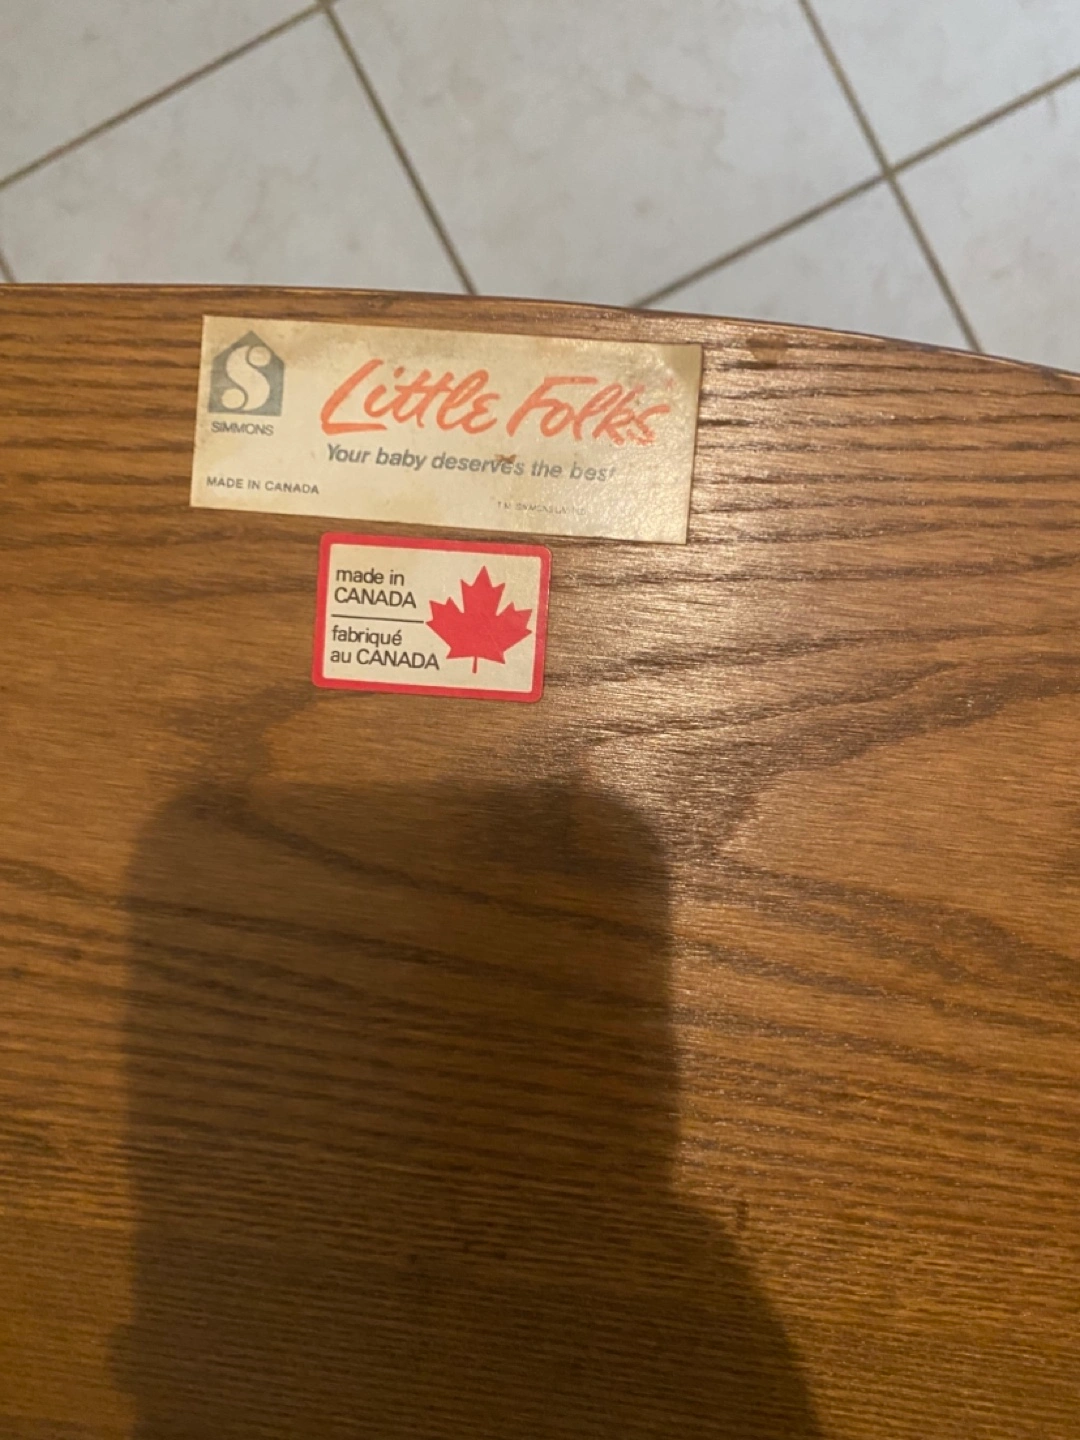 S
SIMMONS
Little Folks
Your baby deserves the best
MADE IN CANADA
made in
CANADA
fabriqué
au CANADA